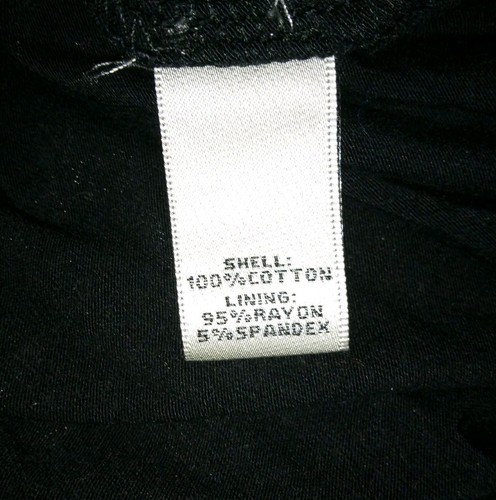 SHELL:
100%COTTON
LINING:
95%RAYON
5%SPANDEX